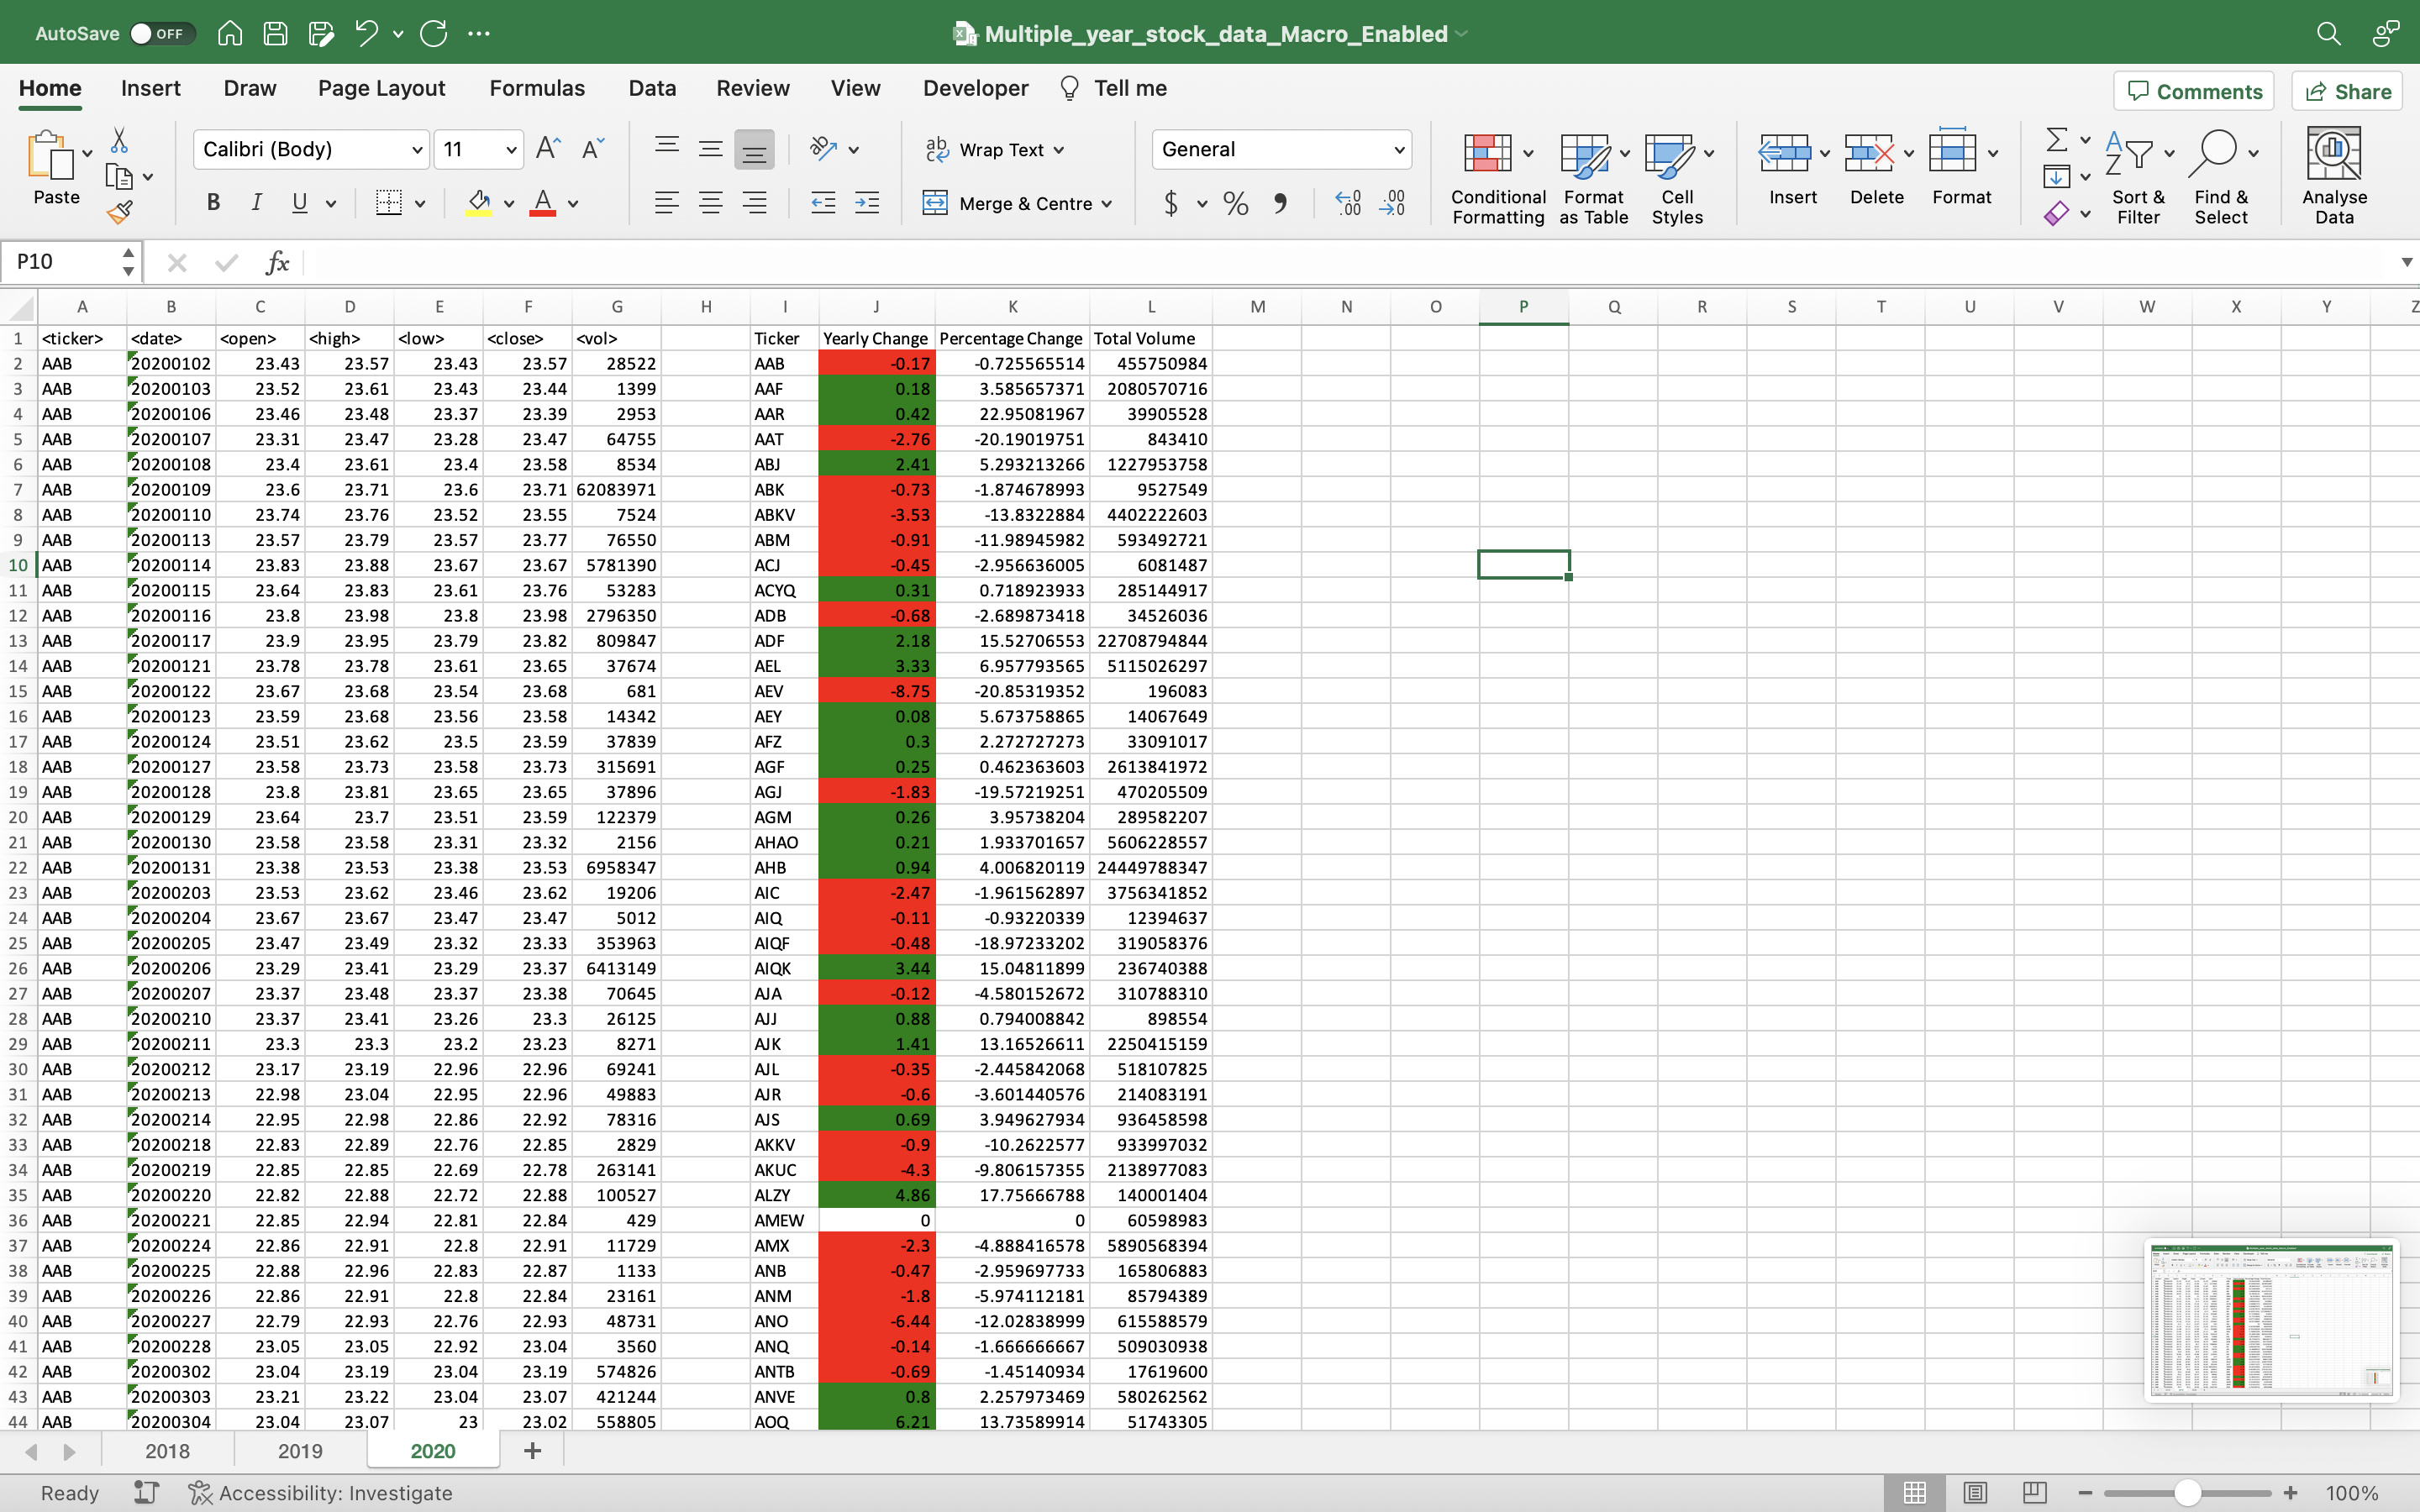 AutoSave OFF Multiple_year_stock_data_Macro_Enabled
Home Insert Draw Page Layout Formulas Data Review View Developer Tell me Comments Share
Paste Calibri (Body) 11 Wrap Text General Conditional Formatting Format as Table Cell Styles Insert Delete Format Sort & Filter Find & Select Analyse Data
B I U Merge & Centre $ %
P10 fx
A B C D E F G H I J K L M N O P Q R S T U V W X Y Z
1 <ticker> <date> <open> <high> <low> <close> <vol> Ticker Yearly Change Percentage Change Total Volume
2 AAB 20200102 23.43 23.57 23.43 23.57 28522 AAB -0.17 -0.725565514 455750984
3 AAB 20200103 23.52 23.61 23.43 23.44 1399 AAF 0.18 3.585657371 2080570716
4 AAB 20200106 23.46 23.48 23.37 23.39 2953 AAR 0.42 22.95081967 39905528
5 AAB 20200107 23.31 23.47 23.28 23.47 64755 AAT -2.76 -20.19019751 843410
6 AAB 20200108 23.4 23.61 23.4 23.58 8534 ABJ 2.41 5.293213266 1227953758
7 AAB 20200109 23.6 23.71 23.6 23.71 62083971 ABK -0.73 -1.874678993 9527549
8 AAB 20200110 23.74 23.76 23.52 23.55 7524 ABKV -3.53 -13.8322884 4402222603
9 AAB 20200113 23.57 23.79 23.57 23.77 76550 ABM -0.91 -11.98945982 593492721
10 AAB 20200114 23.83 23.88 23.67 23.67 5781390 ACJ -0.45 -2.956636005 6081487
11 AAB 20200115 23.64 23.83 23.61 23.76 53283 ACYQ 0.31 0.718923933 285144917
12 AAB 20200116 23.8 23.98 23.8 23.98 2796350 ADB -0.68 -2.689873418 34526036
13 AAB 20200117 23.9 23.95 23.79 23.82 809847 ADF 2.18 15.52706553 22708794844
14 AAB 20200121 23.78 23.78 23.61 23.65 37674 AEL 3.33 6.957793565 5115026297
15 AAB 20200122 23.67 23.68 23.54 23.68 681 AEV -8.75 -20.85319352 196083
16 AAB 20200123 23.59 23.68 23.56 23.58 14342 AEY 0.08 5.673758865 14067649
17 AAB 20200124 23.51 23.62 23.5 23.59 37839 AFZ 0.3 2.272727273 33091017
18 AAB 20200127 23.58 23.73 23.58 23.73 315691 AGF 0.25 0.462363603 2613841972
19 AAB 20200128 23.8 23.81 23.65 23.65 37896 AGJ -1.83 -19.57219251 470205509
20 AAB 20200129 23.64 23.7 23.51 23.59 122379 AGM 0.26 3.95738204 289582207
21 AAB 20200130 23.58 23.58 23.31 23.32 2156 AHAO 0.21 1.933701657 5606228557
22 AAB 20200131 23.38 23.53 23.38 23.53 6958347 AHB 0.94 4.006820119 24449788347
23 AAB 20200203 23.53 23.62 23.46 23.62 19206 AIC -2.47 -1.961562897 3756341852
24 AAB 20200204 23.67 23.67 23.47 23.47 5012 AIQ -0.11 -0.93220339 12394637
25 AAB 20200205 23.47 23.49 23.32 23.33 353963 AIQF -0.48 -18.97233202 319058376
26 AAB 20200206 23.29 23.41 23.29 23.37 6413149 AIQK 3.44 15.04811899 236740388
27 AAB 20200207 23.37 23.48 23.37 23.38 70645 AJA -0.12 -4.580152672 310788310
28 AAB 20200210 23.37 23.41 23.26 23.3 26125 AJJ 0.88 0.794008842 898554
29 AAB 20200211 23.3 23.3 23.2 23.23 8271 AJK 1.41 13.16526611 2250415159
30 AAB 20200212 23.17 23.19 22.96 22.96 69241 AJL -0.35 -2.445842068 518107825
31 AAB 20200213 22.98 23.04 22.95 22.96 49883 AJR -0.6 -3.601440576 214083191
32 AAB 20200214 22.95 22.98 22.86 22.92 78316 AJS 0.69 3.949627934 936458598
33 AAB 20200218 22.83 22.89 22.76 22.85 2829 AKKV -0.9 -10.2622577 933997032
34 AAB 20200219 22.85 22.85 22.69 22.78 263141 AKUC -4.3 -9.806157355 2138977083
35 AAB 20200220 22.82 22.88 22.72 22.88 100527 ALZY 4.86 17.75666788 140001404
36 AAB 20200221 22.85 22.94 22.81 22.84 429 AMEW 0 0 60598983
37 AAB 20200224 22.86 22.91 22.8 22.91 11729 AMX -2.3 -4.888416578 5890568394
38 AAB 20200225 22.88 22.96 22.83 22.87 1133 ANB -0.47 -2.959697733 165806883
39 AAB 20200226 22.86 22.91 22.8 22.84 23161 ANM -1.8 -5.974112181 85794389
40 AAB 20200227 22.79 22.93 22.76 22.93 48731 ANO -6.44 -12.02838999 615588579
41 AAB 20200228 23.05 23.05 22.92 23.04 3560 ANQ -0.14 -1.666666667 509030938
42 AAB 20200302 23.04 23.19 23.04 23.19 574826 ANTB -0.69 -1.45140934 17619600
43 AAB 20200303 23.21 23.22 23.04 23.07 421244 ANVE 0.8 2.257973469 580262562
44 AAB 20200304 23.04 23.07 23 23.02 558805 AOQ 6.21 13.73589914 51743305
2018 2019 2020 +
Ready Accessibility: Investigate 100%